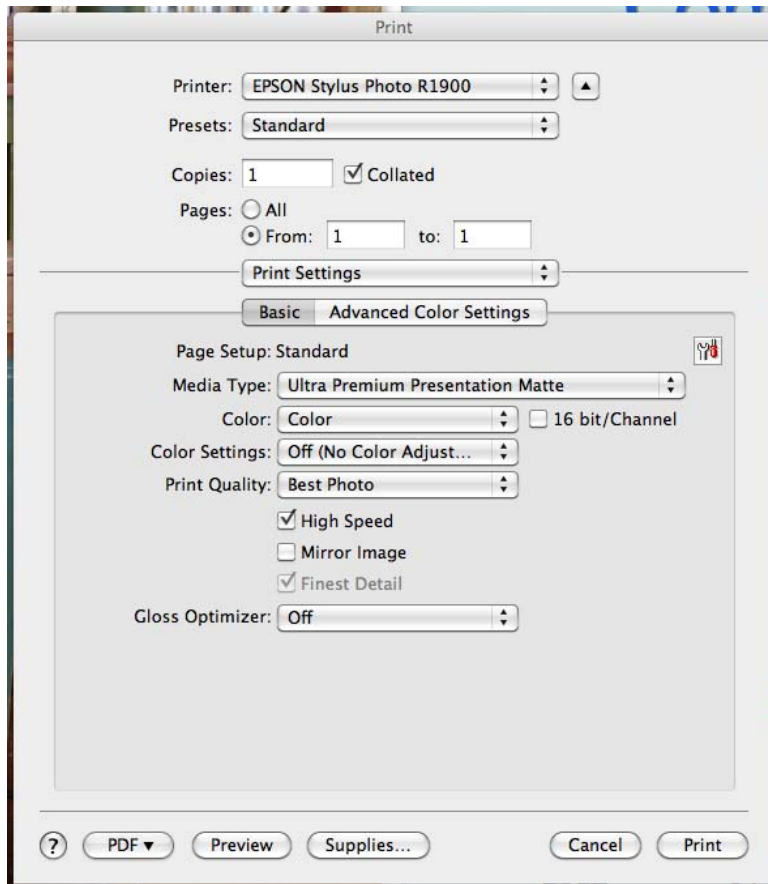 Print
Printer: EPSON Stylus Photo R1900
Presets: Standard
Copies: 1 Collated
Pages: All
From: 1 to: 1
Print Settings
Basic Advanced Color Settings
Page Setup: Standard
Media Type: Ultra Premium Presentation Matte
Color: Color 16 bit/Channel
Color Settings: Off (No Color Adjust...
Print Quality: Best Photo
High Speed
Mirror Image
Finest Detail
Gloss Optimizer: Off
? PDF Preview Supplies... Cancel Print